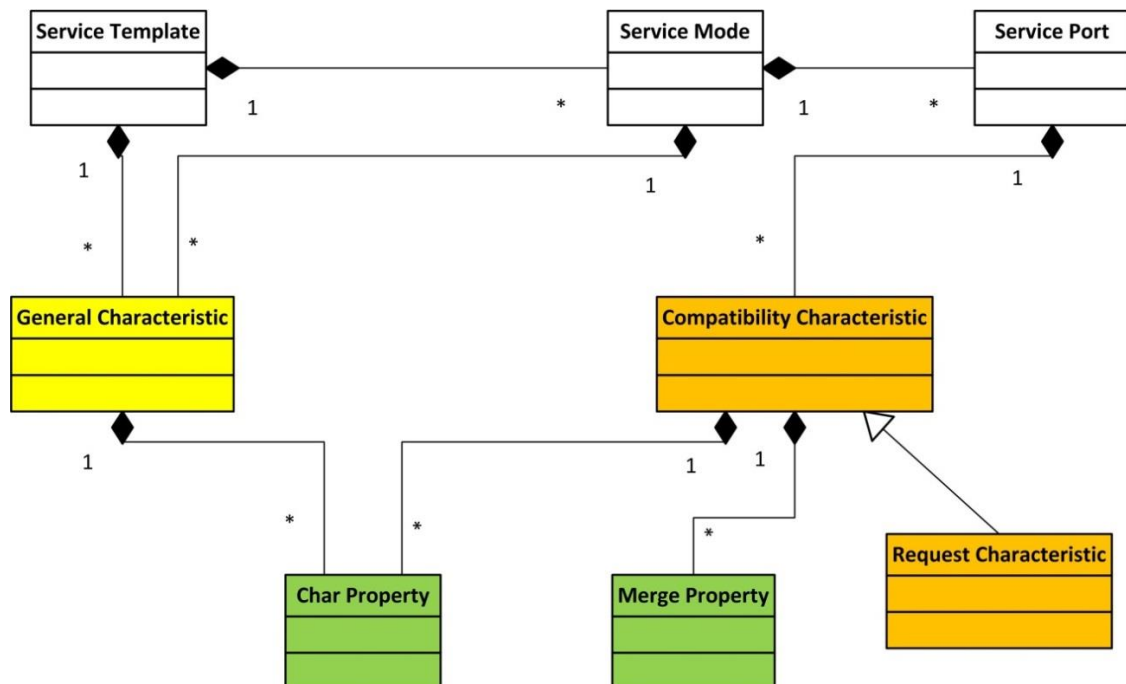 Service Template
Service Mode
Service Port
1
*
1
*
1
1
1
*
*
*
General Characteristic
Compatibility Characteristic
1
1
1
*
*
*
Request Characteristic
Char Property
Merge Property